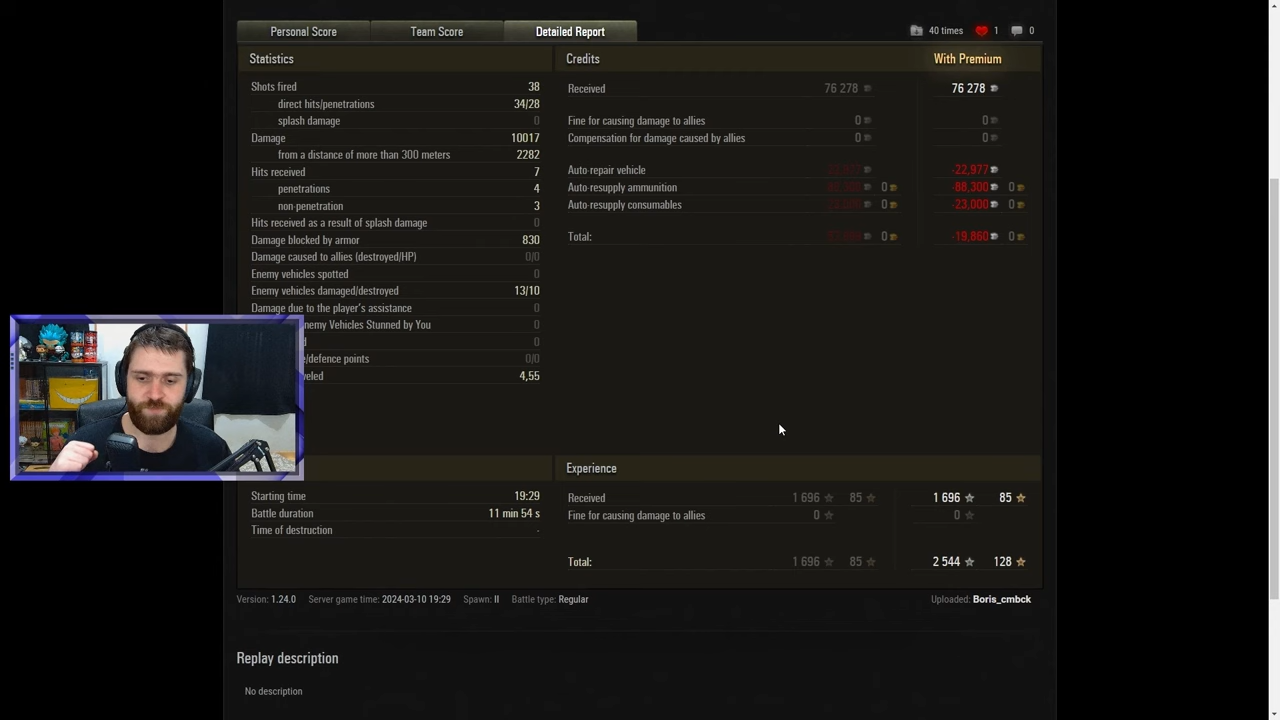 Personal Score Team Score Detailed Report 40 times 1 0
Statistics Credits With Premium
Shots fired 38 Received 76 278 76 278
direct hits/penetrations 34/28
splash damage 0 Fine for causing damage to allies 0 0
Damage 10017 Compensation for damage caused by allies 0 0
from a distance of more than 300 meters 2282
Hits received 7 Auto-repair vehicle -22,977
penetrations 4 Auto-resupply ammunition 0 -88,300 0
non-penetration 3 Auto-resupply consumables 0 -23,000 0
Hits received as a result of splash damage 0
Damage blocked by armor 830 Total: 0 -19,860 0
Damage caused to allies (destroyed/HP) 0/0
Enemy vehicles spotted 0
Enemy vehicles damaged/destroyed 13/10
Damage due to the player's assistance 0
Enemy Vehicles Stunned by You 0
0
/defence points 0/0
4,55
Experience
Starting time 19:29 Received 1 696 85 1 696 85
Battle duration 11 min 54 s Fine for causing damage to allies 0 0
Time of destruction -
Total: 1 696 85 2 544 128
Version: 1.24.0 Server game time: 2024-03-10 19:29 Spawn: II Battle type: Regular Uploaded: Boris_cmbck
Replay description
No description